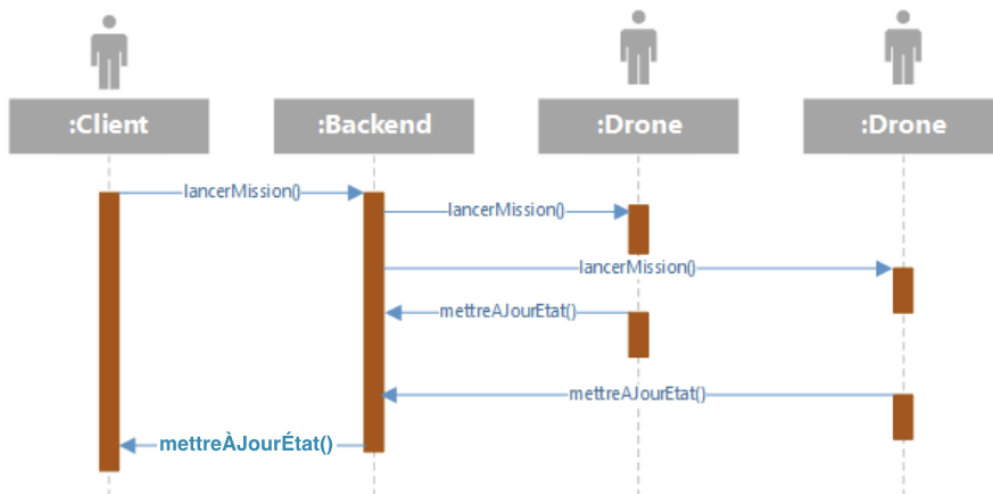 :Client
:Backend
:Drone
:Drone
lancerMission()
lancerMission()
lancerMission()
mettreAJourEtat()
mettreAJourEtat()
mettreÀJourÉtat()